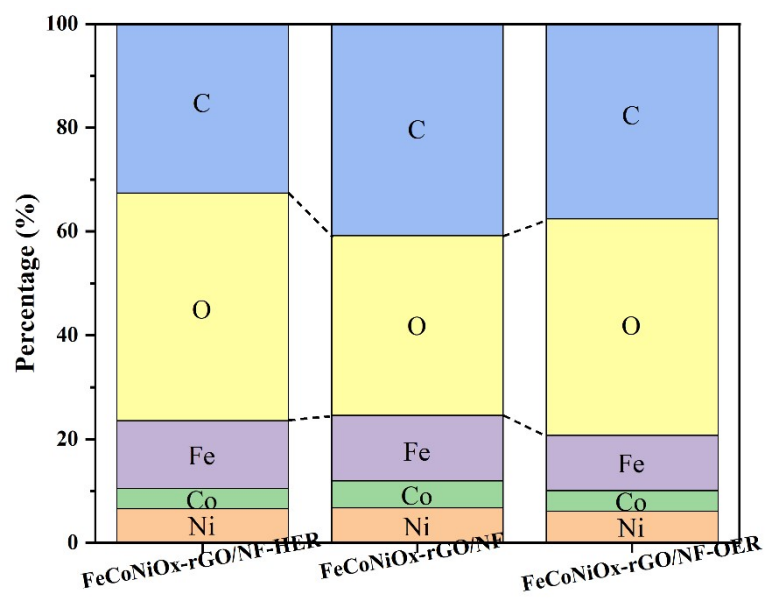 100
80
60
40
20
0
Percentage (%)
C
O
Fe
Co
Ni
C
O
Fe
Co
Ni
C
O
Fe
Co
Ni
FeCoNiOx-rGO/NF-HER
FeCoNiOx-rGO/NF
FeCoNiOx-rGO/NF-OER